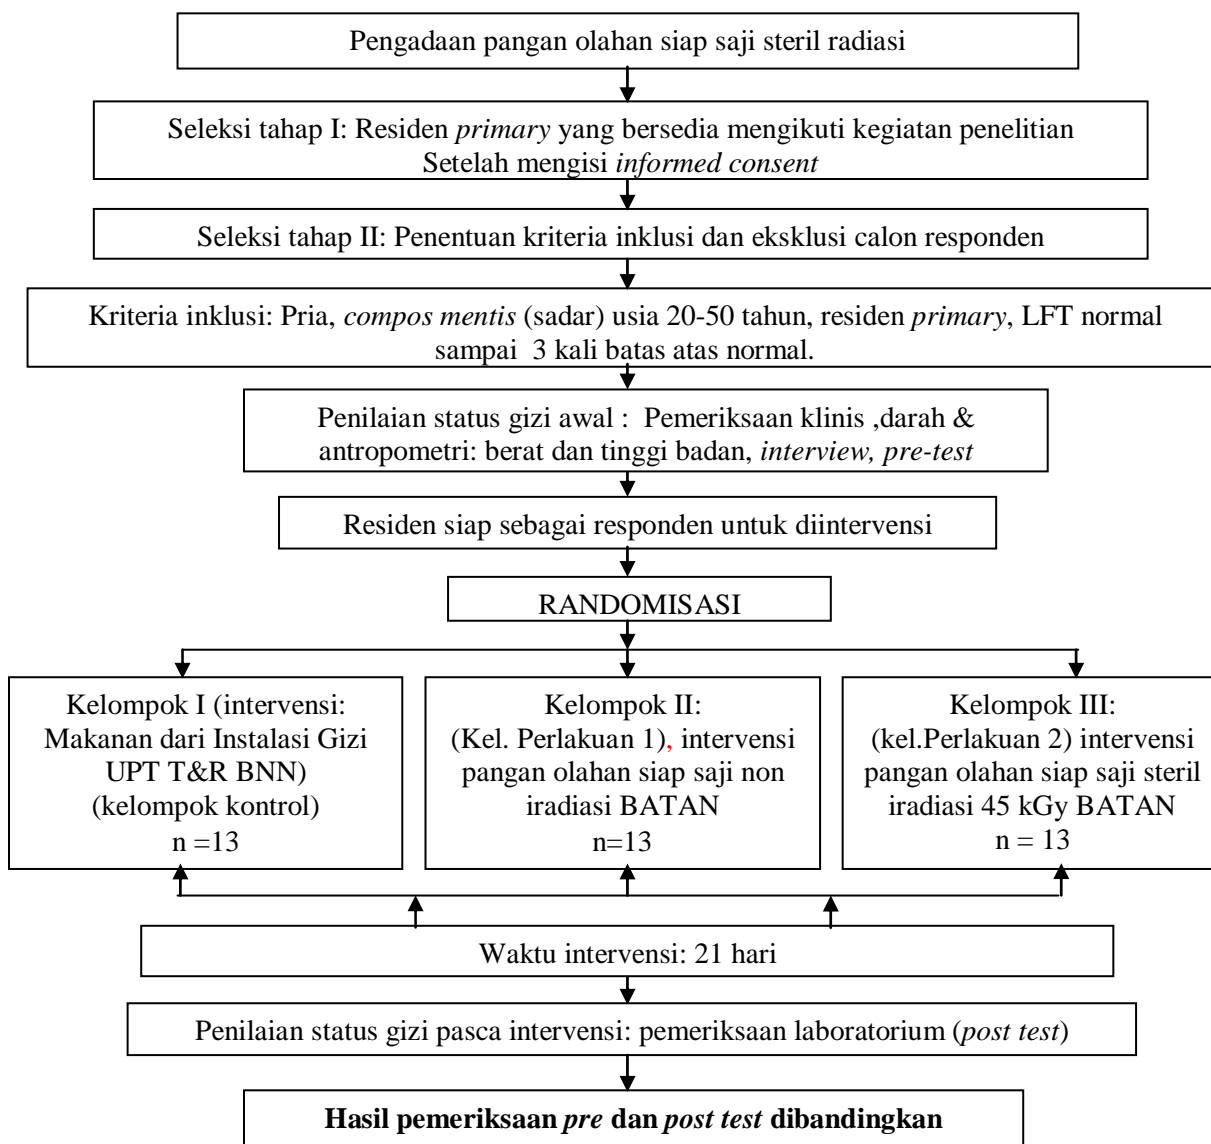 Pengadaan pangan olahan siap saji steril radiasi
Seleksi tahap I: Residen primary yang bersedia mengikuti kegiatan penelitian
Setelah mengisi informed consent
Seleksi tahap II: Penentuan kriteria inklusi dan eksklusi calon responden
Kriteria inklusi: Pria, compos mentis (sadar) usia 20-50 tahun, residen primary, LFT normal
sampai 3 kali batas atas normal.
Penilaian status gizi awal : Pemeriksaan klinis ,darah &
antropometri: berat dan tinggi badan, interview, pre-test
Residen siap sebagai responden untuk diintervensi
RANDOMISASI
Kelompok I (intervensi:
Makanan dari Instalasi Gizi
UPT T&R BNN)
(kelompok kontrol)
n =13
Kelompok II:
(Kel. Perlakuan 1), intervensi
pangan olahan siap saji non
iradiasi BATAN
n=13
Kelompok III:
(kel.Perlakuan 2) intervensi
pangan olahan siap saji steril
iradiasi 45 kGy BATAN
n = 13
Waktu intervensi: 21 hari
Penilaian status gizi pasca intervensi: pemeriksaan laboratorium (post test)
Hasil pemeriksaan pre dan post test dibandingkan